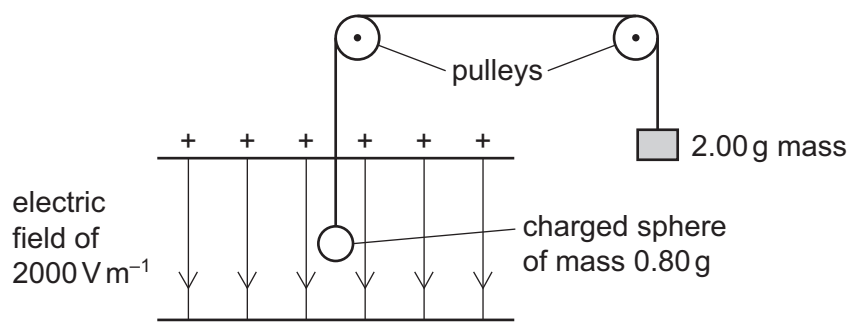 pulleys
+ + + + + +
2.00 g mass
electric
field of
2000 V m⁻¹
charged sphere
of mass 0.80 g